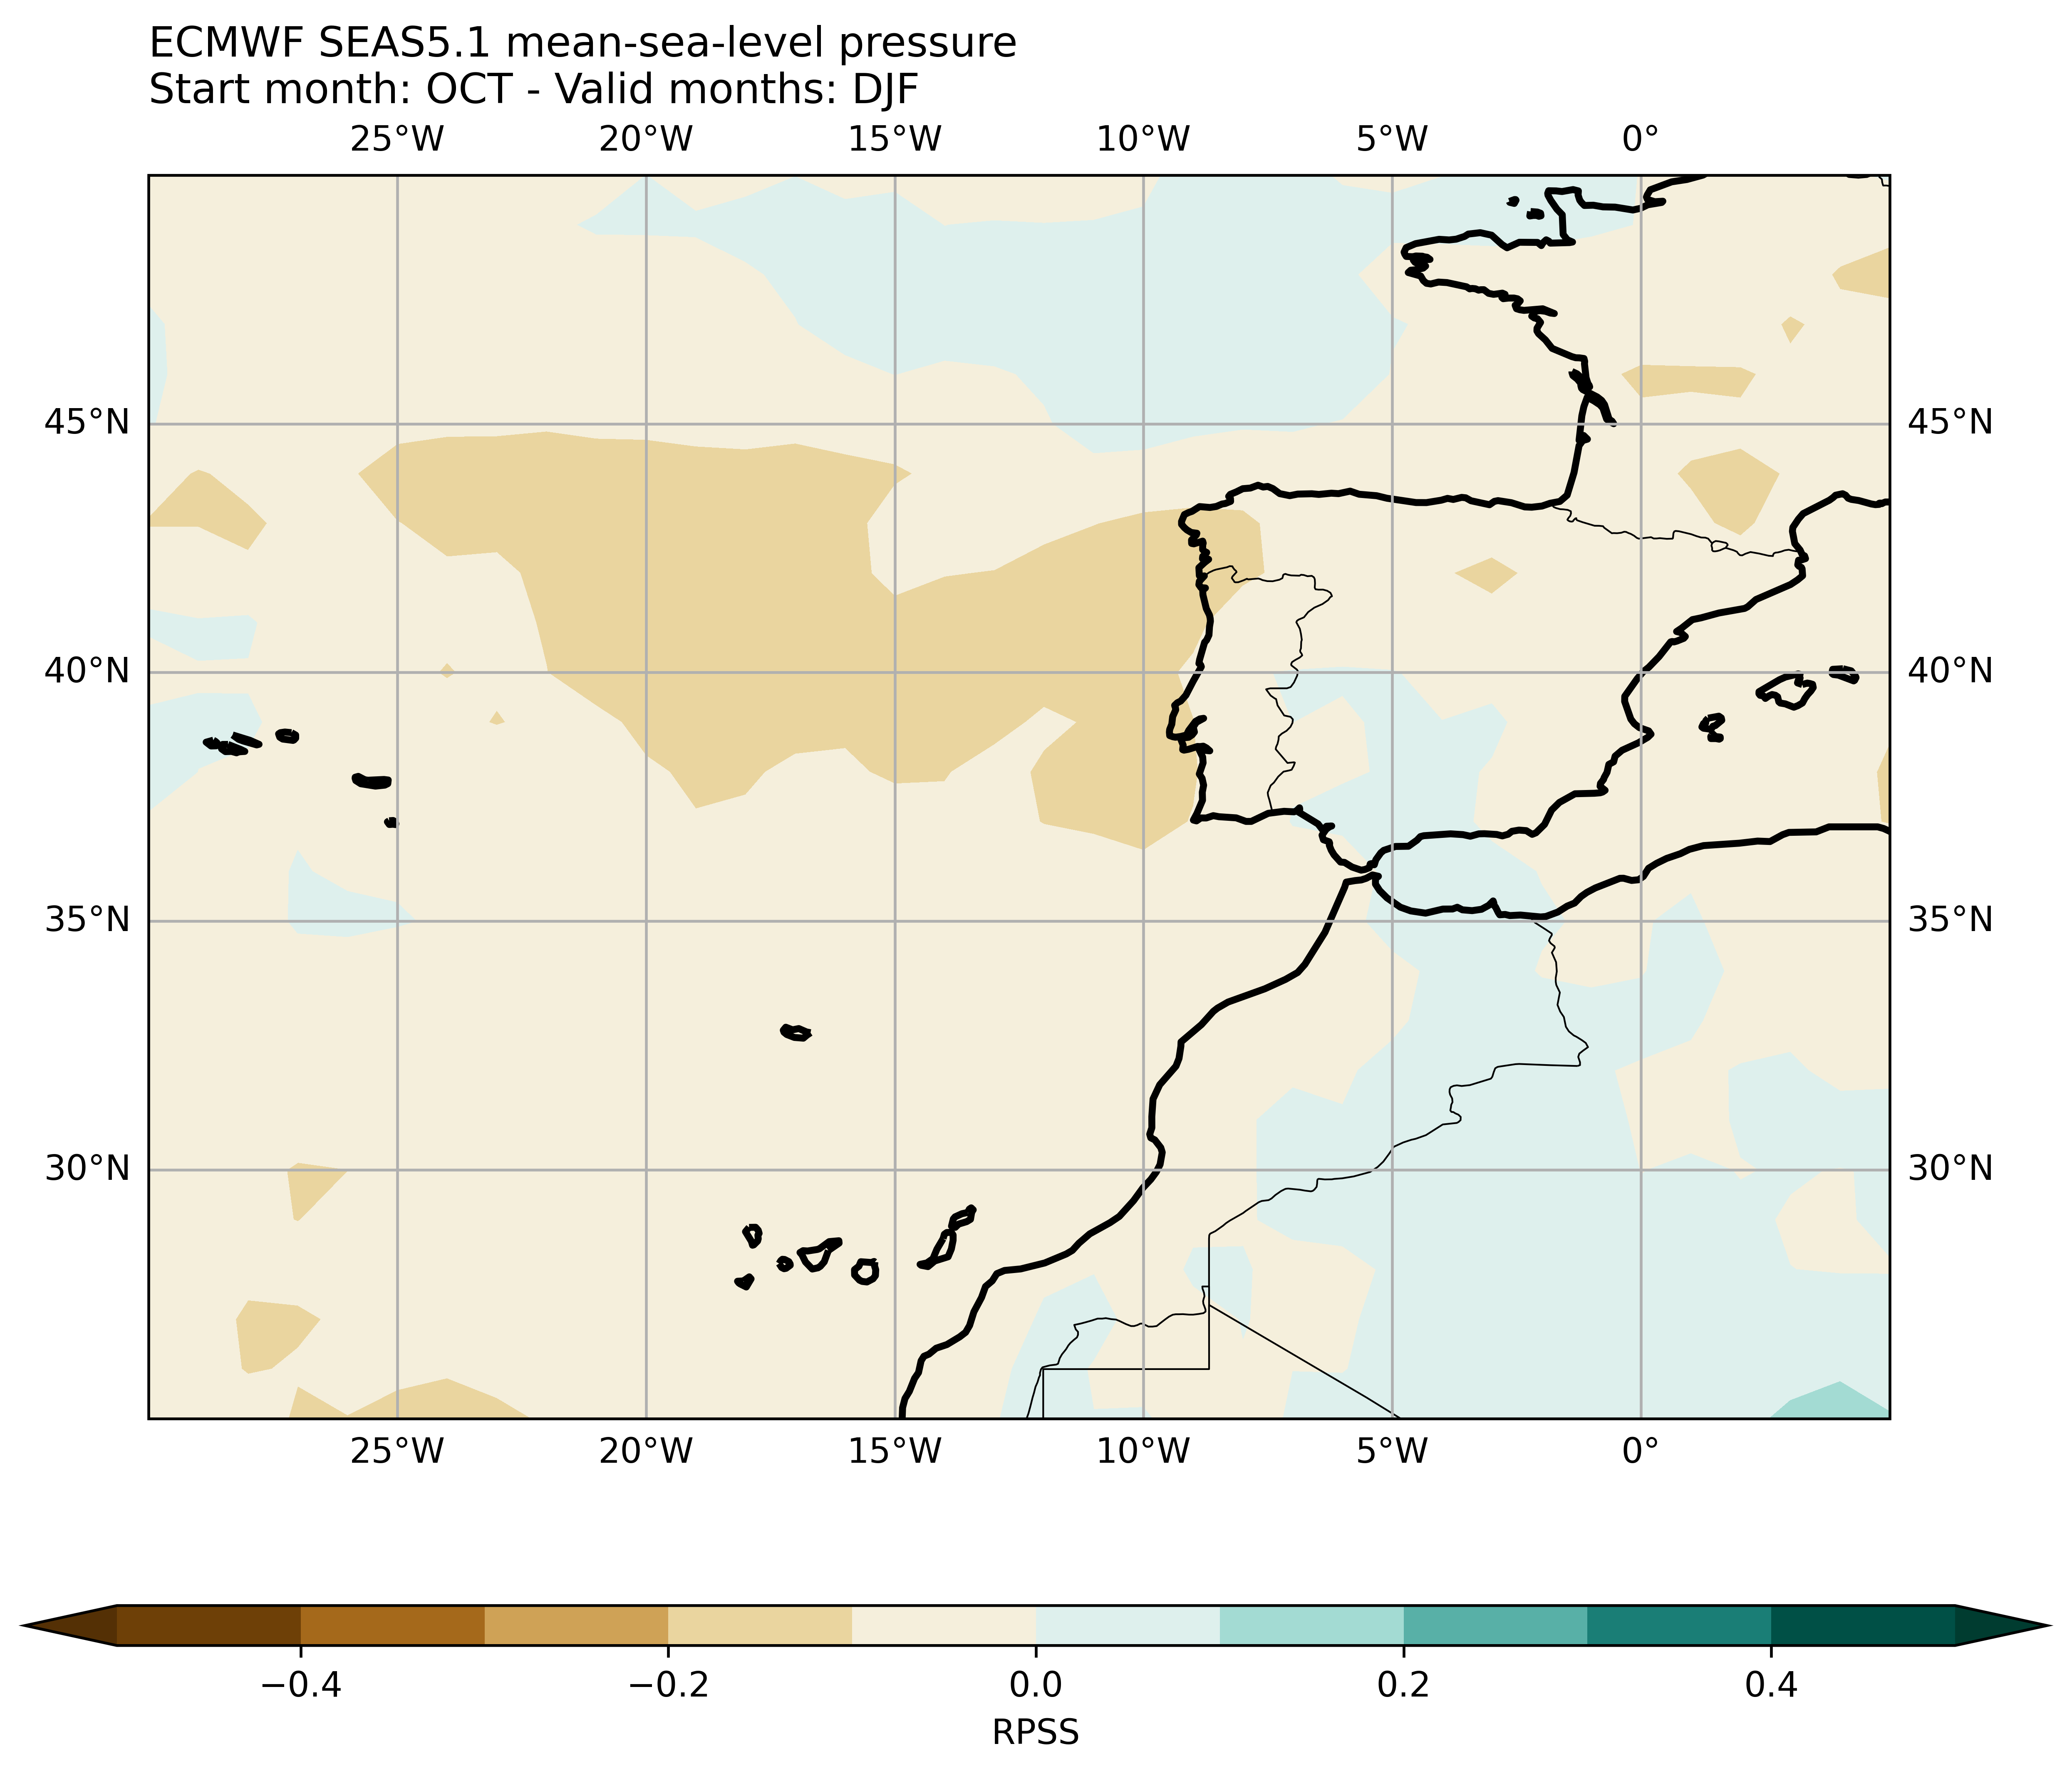 ECMWF SEAS5.1 mean-sea-level pressure
Start month: OCT - Valid months: DJF
25°W 20°W 15°W 10°W 5°W 0°
45°N 45°N
40°N 40°N
35°N 35°N
30°N 30°N
25°W 20°W 15°W 10°W 5°W 0°
−0.4 −0.2 0.0 0.2 0.4
RPSS